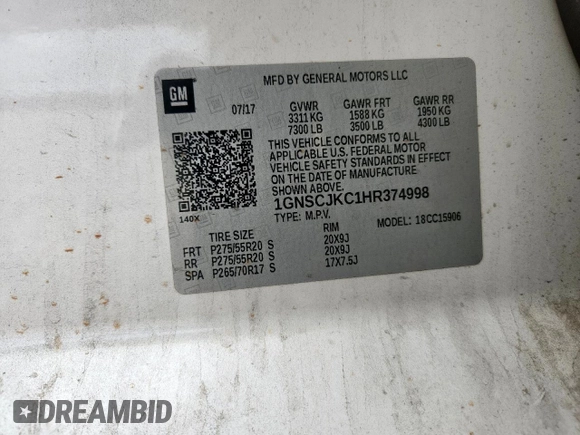 GM
MFD BY GENERAL MOTORS LLC
07/17
GVWR GAWR FRT GAWR RR
3311 KG 1588 KG 1950 KG
7300 LB 3500 LB 4300 LB
THIS VEHICLE CONFORMS TO ALL
APPLICABLE U.S. FEDERAL MOTOR
VEHICLE SAFETY STANDARDS IN EFFECT
ON THE DATE OF MANUFACTURE
SHOWN ABOVE.
1GNSCJKC1HR374998
140X
TYPE: M.P.V. MODEL: 18CC15906
TIRE SIZE RIM
FRT P275/55R20 S 20X9J
RR P275/55R20 S 20X9J
SPA P265/70R17 S 17X7.5J
DREAMBID